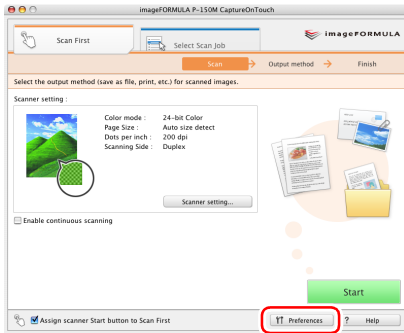 imageFORMULA P-150M CaptureOnTouch
Scan First
Select Scan Job
imageFORMULA
Scan
Output method
Finish
Select the output method (save as file, print, etc.) for scanned images.
Scanner setting :
Color mode : 24-bit Color
Page Size : Auto size detect
Dots per inch : 200 dpi
Scanning Side : Duplex
Scanner setting...
Enable continuous scanning
Start
Assign scanner Start button to Scan First
Preferences
? Help